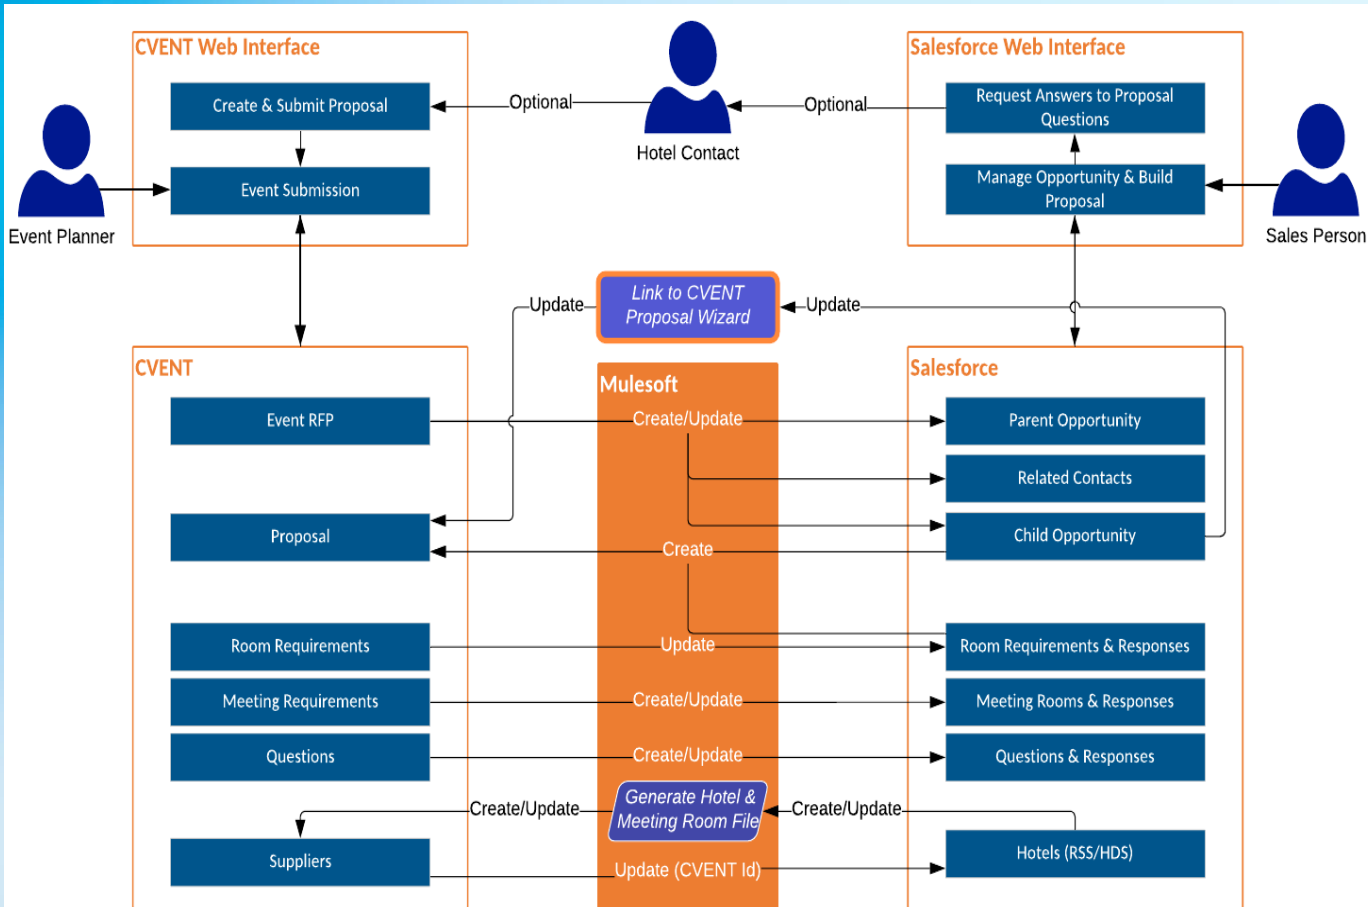 CVENT Web Interface
Create & Submit Proposal
Event Submission
Event Planner
Optional
Hotel Contact
Optional
Salesforce Web Interface
Request Answers to Proposal
Questions
Manage Opportunity & Build
Proposal
Sales Person
Update
Link to CVENT
Proposal Wizard
Update
CVENT
Event RFP
Proposal
Room Requirements
Meeting Requirements
Questions
Suppliers
Mulesoft
Create/Update
Create
Update
Create/Update
Create/Update
Create/Update
Generate Hotel &
Meeting Room File
Create/Update
Update (CVENT Id)
Salesforce
Parent Opportunity
Related Contacts
Child Opportunity
Room Requirements & Responses
Meeting Rooms & Responses
Questions & Responses
Hotels (RSS/HDS)